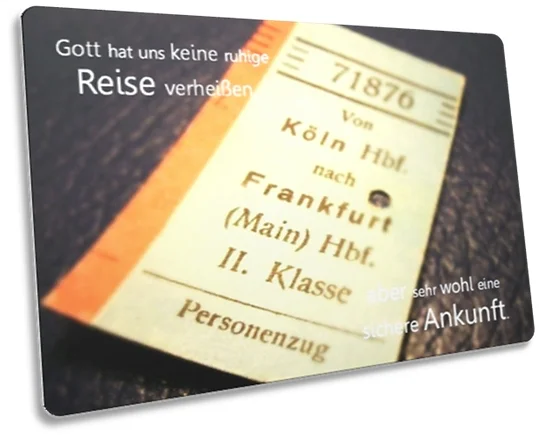 Gott hat uns keine ruhige
Reise verheißen
71876
Von
Köln Hbf.
nach
Frankfurt
(Main) Hbf.
II. Klasse
Personenzug
aber sehr wohl eine
sichere Ankunft.